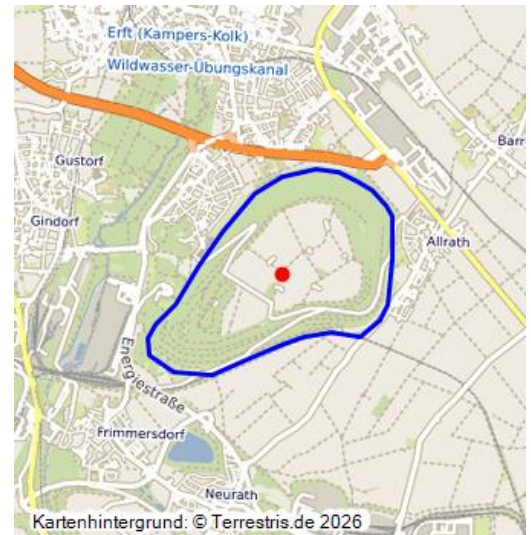 Erft (Kampers-Kolk)
Wildwasser-Übungskanal
Barr
Gustorf
Gindorf
Allrath
Energiestraße
Frimmersdorf
Neurath
Kartenhintergrund: © Terrestris.de 2026